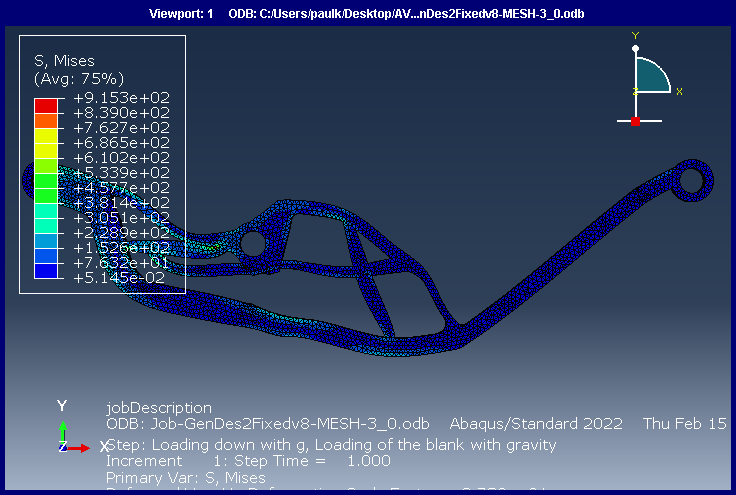 Viewport: 1 ODB: C:/Users/paulk/Desktop/AV...nDes2Fixedv8-MESH-3_0.odb
S, Mises
(Avg: 75%)
+9.153e+02
+8.390e+02
+7.627e+02
+6.865e+02
+6.102e+02
+5.339e+02
+4.577e+02
+3.814e+02
+3.051e+02
+2.289e+02
+1.526e+02
+7.632e+01
+5.145e-02
Y
Z X
Y
Z X
jobDescription
ODB: Job-GenDes2Fixedv8-MESH-3_0.odb Abaqus/Standard 2022 Thu Feb 15
Step: Loading down with g, Loading of the blank with gravity
Increment 1: Step Time = 1.000
Primary Var: S, Mises